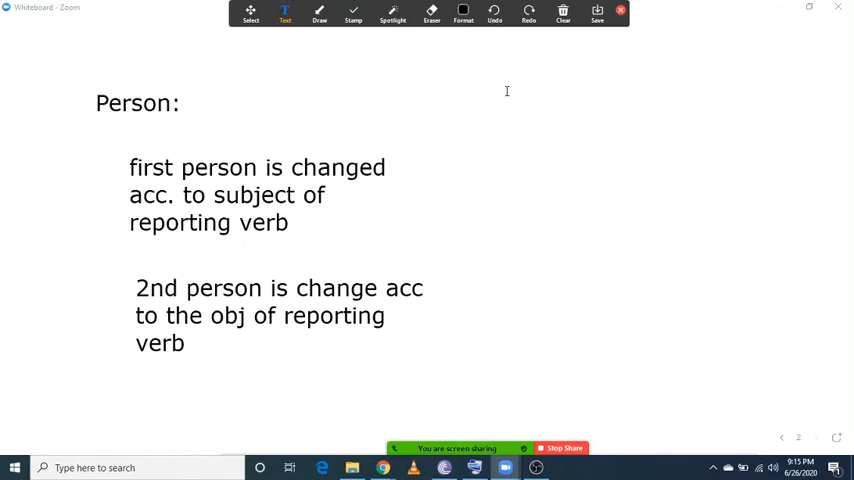 Whiteboard - Zoom
Select Text Draw Stamp Spotlight Eraser Format Undo Redo Clear Save
Person:
first person is changed
acc. to subject of
reporting verb
2nd person is change acc
to the obj of reporting
verb
2
You are screen sharing Stop Share
Type here to search
9:15 PM
6/26/2020